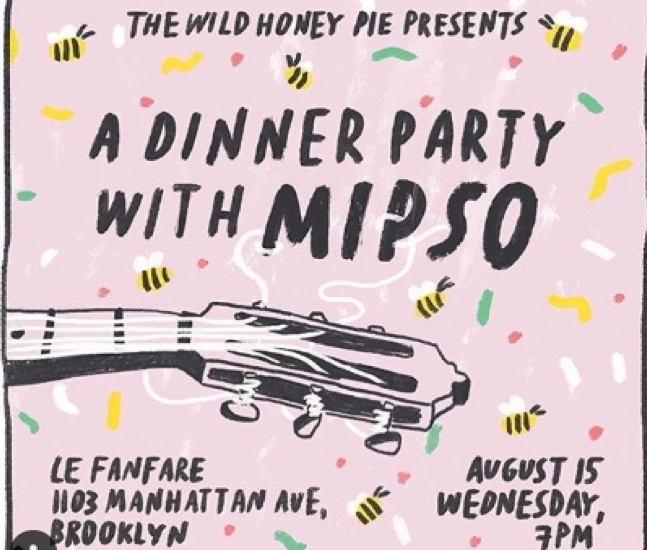 THE WILD HONEY PIE PRESENTS
A DINNER PARTY
WITH MIPSO
LE FANFARE
1103 MANHATTAN AVE,
BROOKLYN
AUGUST 15
WEDNESDAY,
7PM